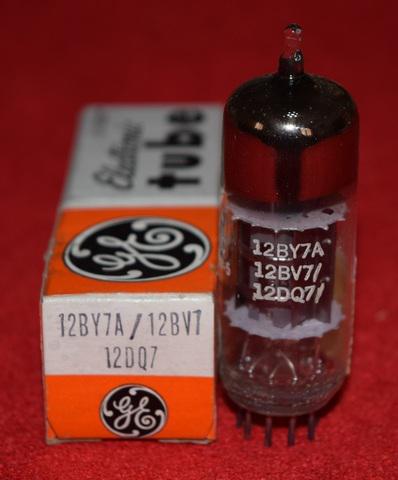 Electronic
tube
GE
12BY7A/12BV7
12DQ7
GE
12BY7A
12BV7/
12DQ7/